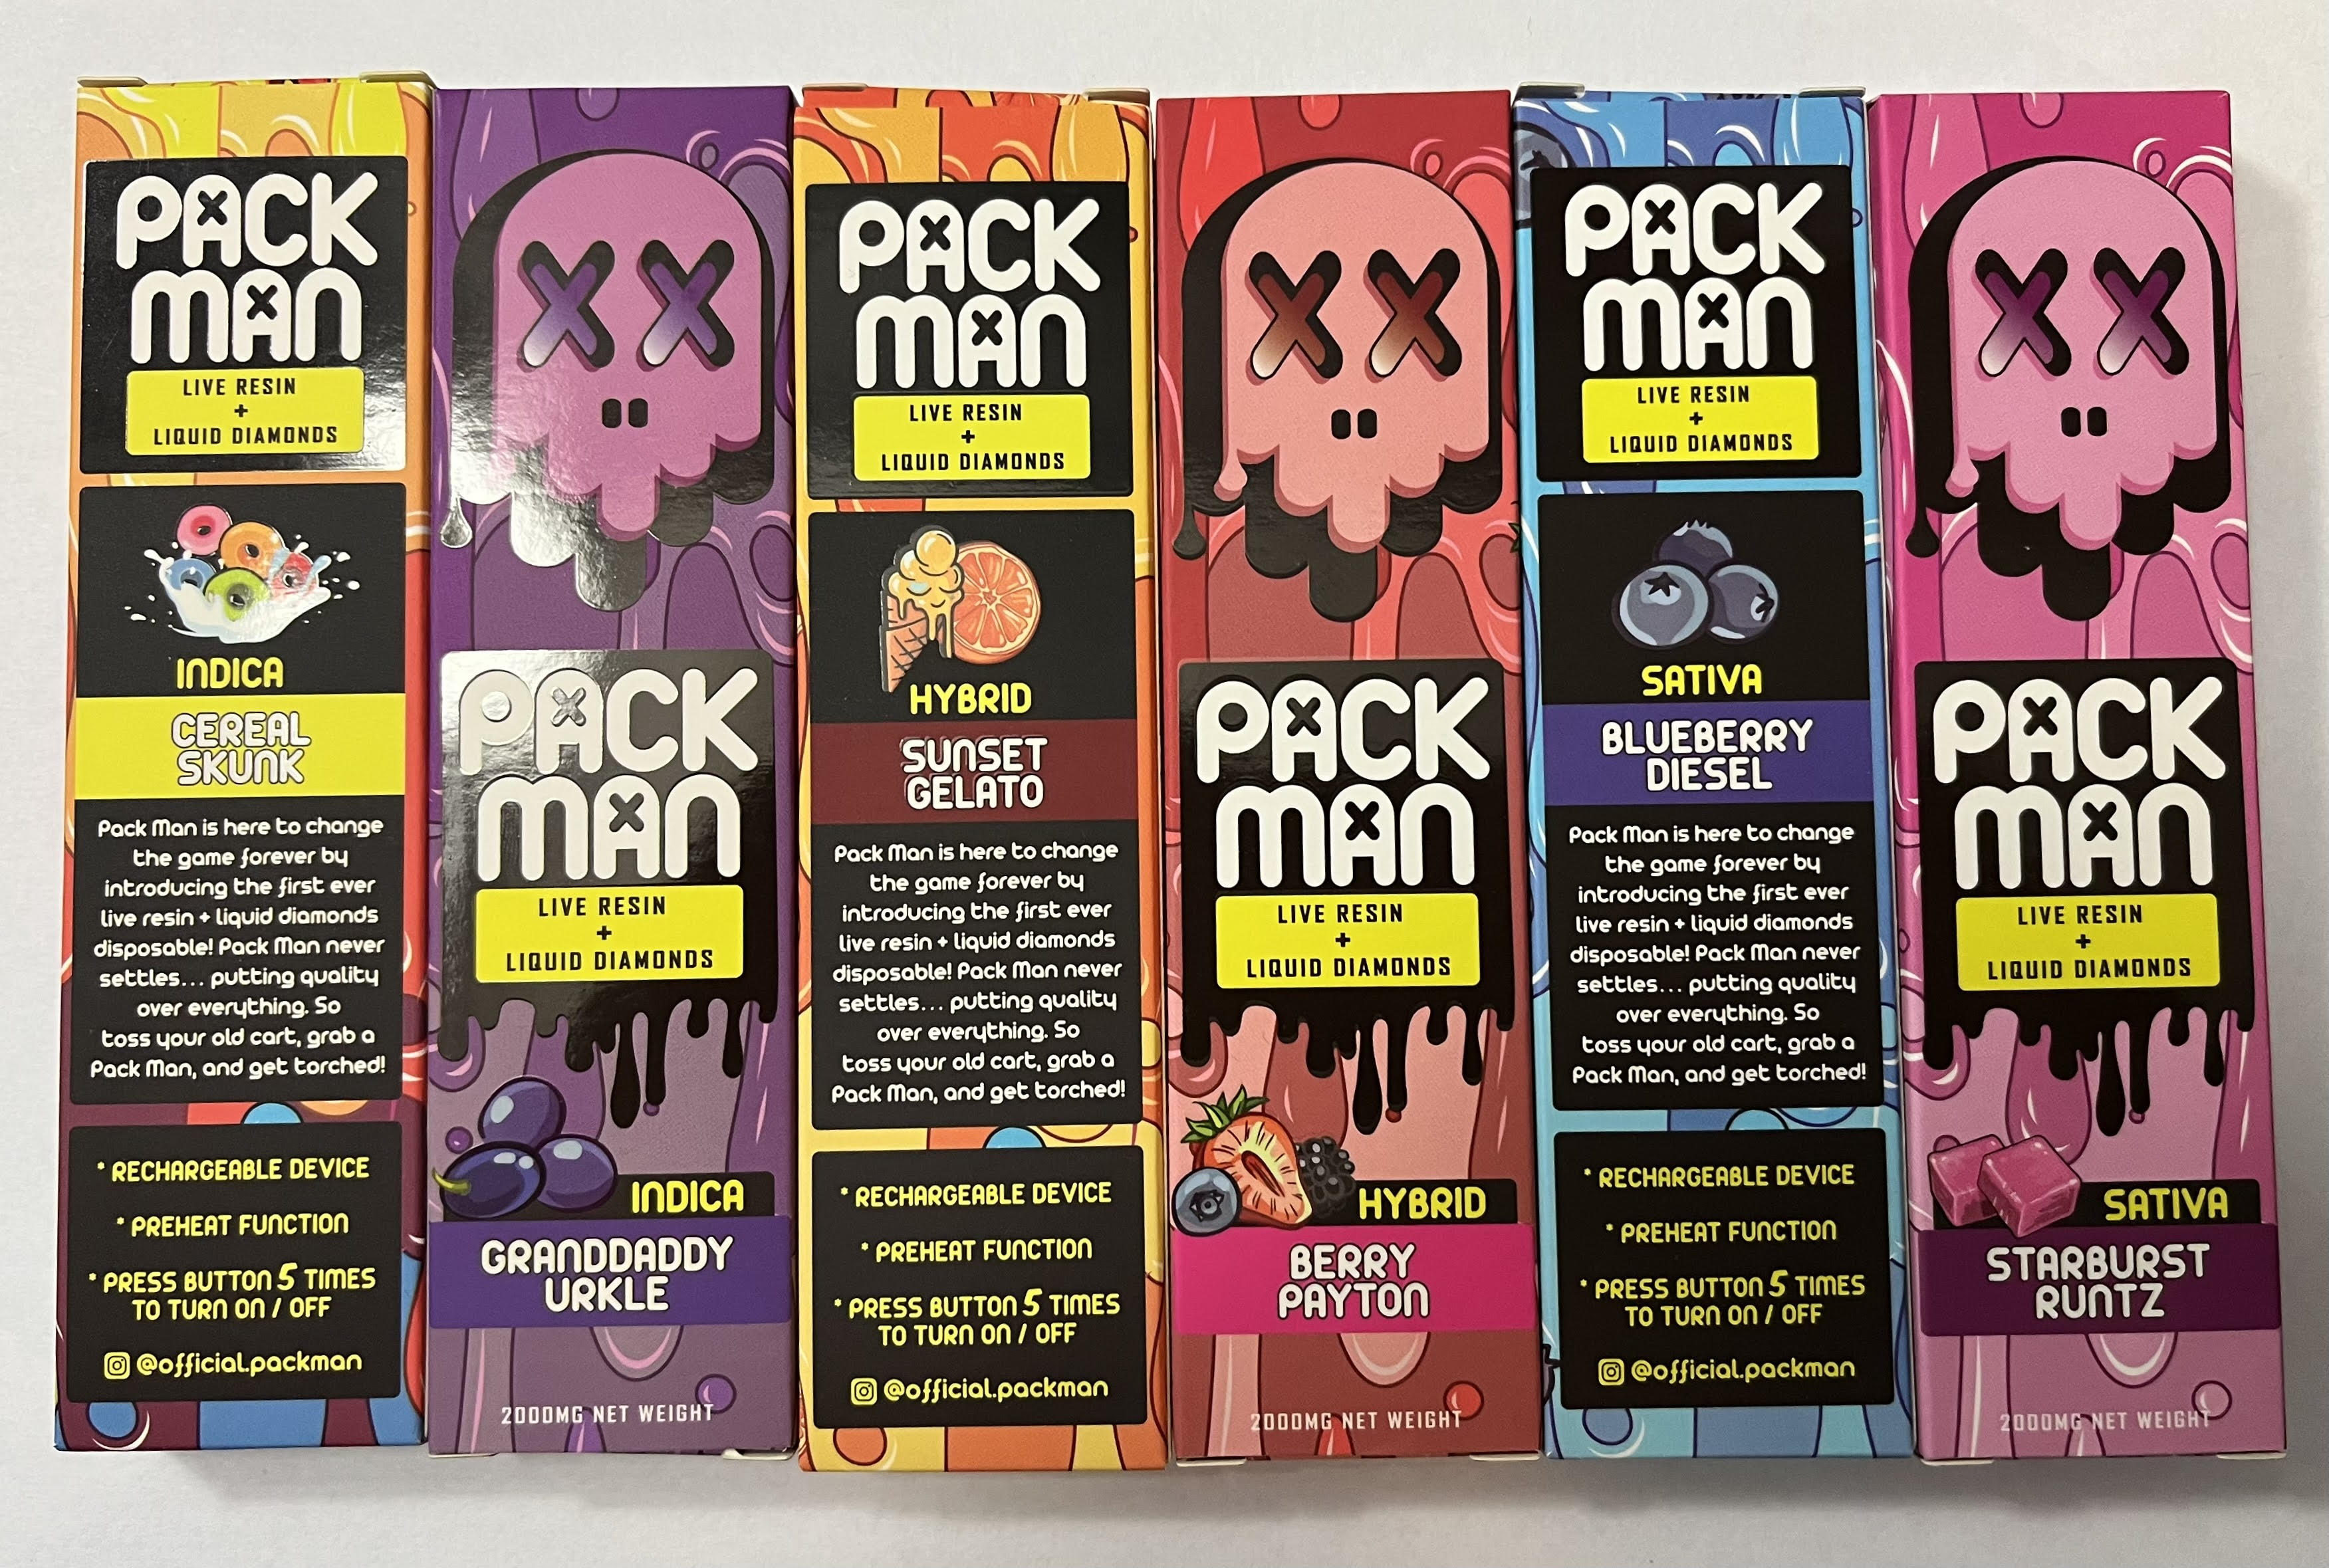 PACK
MAN
LIVE RESIN
+
LIQUID DIAMONDS
INDICA
CEREAL
SKUNK
Pack Man is here to change
the game forever by
introducing the first ever
live resin + liquid diamonds
disposable! Pack Man never
settles... putting quality
over everything. So
toss your old cart, grab a
Pack Man, and get torched!
* RECHARGEABLE DEVICE
* PREHEAT FUNCTION
* PRESS BUTTON 5 TIMES
TO TURN ON / OFF
@official.packman
PACK
MAN
LIVE RESIN
+
LIQUID DIAMONDS
INDICA
GRANDDADDY
URKLE
2000MG NET WEIGHT
PACK
MAN
LIVE RESIN
+
LIQUID DIAMONDS
HYBRID
SUNSET
GELATO
Pack Man is here to change
the game forever by
introducing the first ever
live resin + liquid diamonds
disposable! Pack Man never
settles... putting quality
over everything. So
toss your old cart, grab a
Pack Man, and get torched!
* RECHARGEABLE DEVICE
* PREHEAT FUNCTION
* PRESS BUTTON 5 TIMES
TO TURN ON / OFF
@official.packman
PACK
MAN
LIVE RESIN
+
LIQUID DIAMONDS
HYBRID
BERRY
PAYTON
2000MG NET WEIGHT
PACK
MAN
LIVE RESIN
+
LIQUID DIAMONDS
SATIVA
BLUEBERRY
DIESEL
Pack Man is here to change
the game forever by
introducing the first ever
live resin + liquid diamonds
disposable! Pack Man never
settles... putting quality
over everything. So
toss your old cart, grab a
Pack Man, and get torched!
* RECHARGEABLE DEVICE
* PREHEAT FUNCTION
* PRESS BUTTON 5 TIMES
TO TURN ON / OFF
@official.packman
PACK
MAN
LIVE RESIN
+
LIQUID DIAMONDS
SATIVA
STARBURST
RUNTZ
2000MG NET WEIGHT